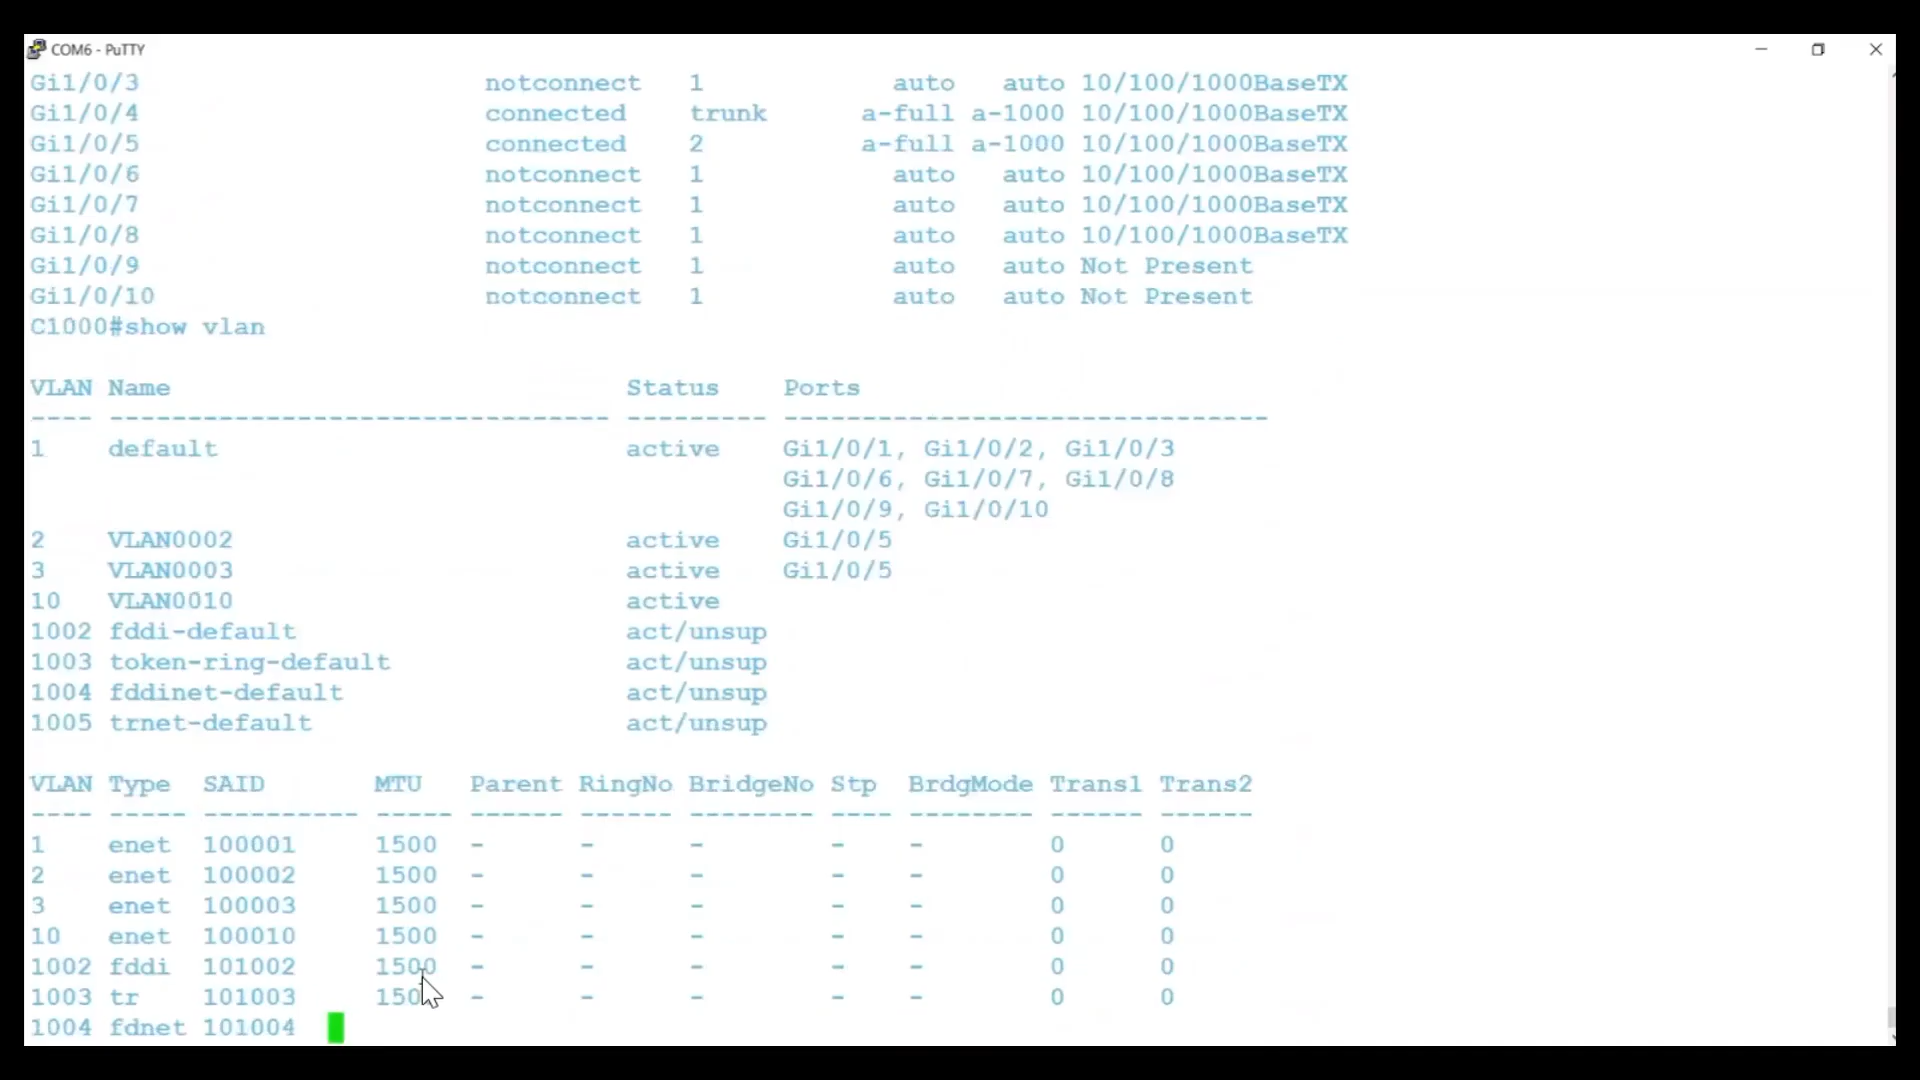 COM6 - PuTTY
Gi1/0/3 notconnect 1 auto auto 10/100/1000BaseTX
Gi1/0/4 connected trunk a-full a-1000 10/100/1000BaseTX
Gi1/0/5 connected 2 a-full a-1000 10/100/1000BaseTX
Gi1/0/6 notconnect 1 auto auto 10/100/1000BaseTX
Gi1/0/7 notconnect 1 auto auto 10/100/1000BaseTX
Gi1/0/8 notconnect 1 auto auto 10/100/1000BaseTX
Gi1/0/9 notconnect 1 auto auto Not Present
Gi1/0/10 notconnect 1 auto auto Not Present
C1000#show vlan
VLAN Name Status Ports
---- -------------------------------- --------- -------------------------------
1 default active Gi1/0/1, Gi1/0/2, Gi1/0/3
Gi1/0/6, Gi1/0/7, Gi1/0/8
Gi1/0/9, Gi1/0/10
2 VLAN0002 active Gi1/0/5
3 VLAN0003 active Gi1/0/5
10 VLAN0010 active
1002 fddi-default act/unsup
1003 token-ring-default act/unsup
1004 fddinet-default act/unsup
1005 trnet-default act/unsup
VLAN Type SAID MTU Parent RingNo BridgeNo Stp BrdgMode Trans1 Trans2
---- ----- ---------- ----- ------ ------ -------- ---- -------- ------ ------
1 enet 100001 1500 - - - - - 0 0
2 enet 100002 1500 - - - - - 0 0
3 enet 100003 1500 - - - - - 0 0
10 enet 100010 1500 - - - - - 0 0
1002 fddi 101002 1500 - - - - - 0 0
1003 tr 101003 1500 - - - - - 0 0
1004 fdnet 101004